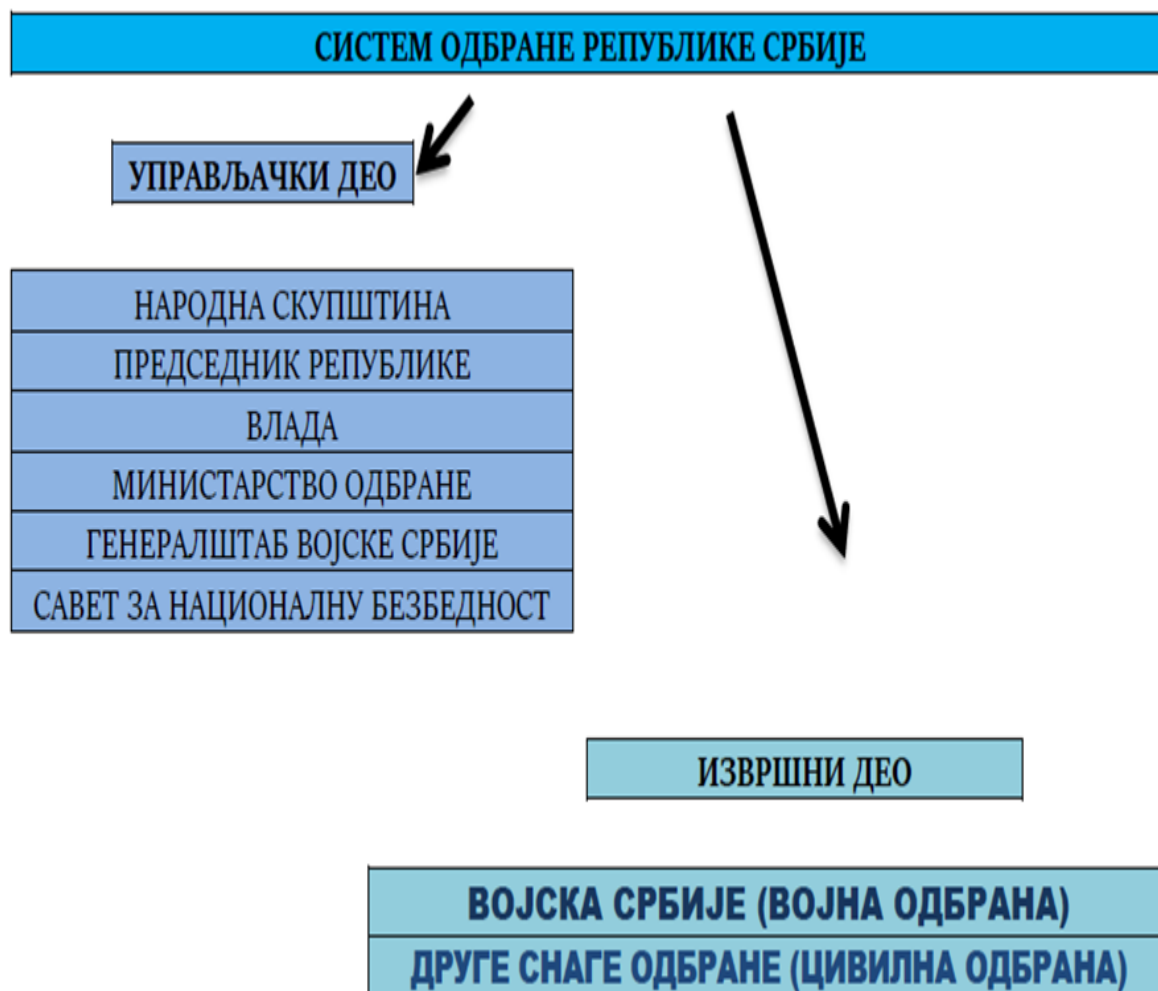 СИСТЕМ ОДБРАНЕ РЕПУБЛИКЕ СРБИЈЕ
УПРАВЉАЧКИ ДЕО
НАРОДНА СКУПШТИНА
ПРЕДСЕДНИК РЕПУБЛИКЕ
ВЛАДА
МИНИСТАРСТВО ОДБРАНЕ
ГЕНЕРАЛШТАБ ВОЈСКЕ СРБИЈЕ
САВЕТ ЗА НАЦИОНАЛНУ БЕЗБЕДНОСТ
ИЗВРШНИ ДЕО
ВОЈСКА СРБИЈЕ (ВОЈНА ОДБРАНА)
ДРУГЕ СНАГЕ ОДБРАНЕ (ЦИВИЛНА ОДБРАНА)